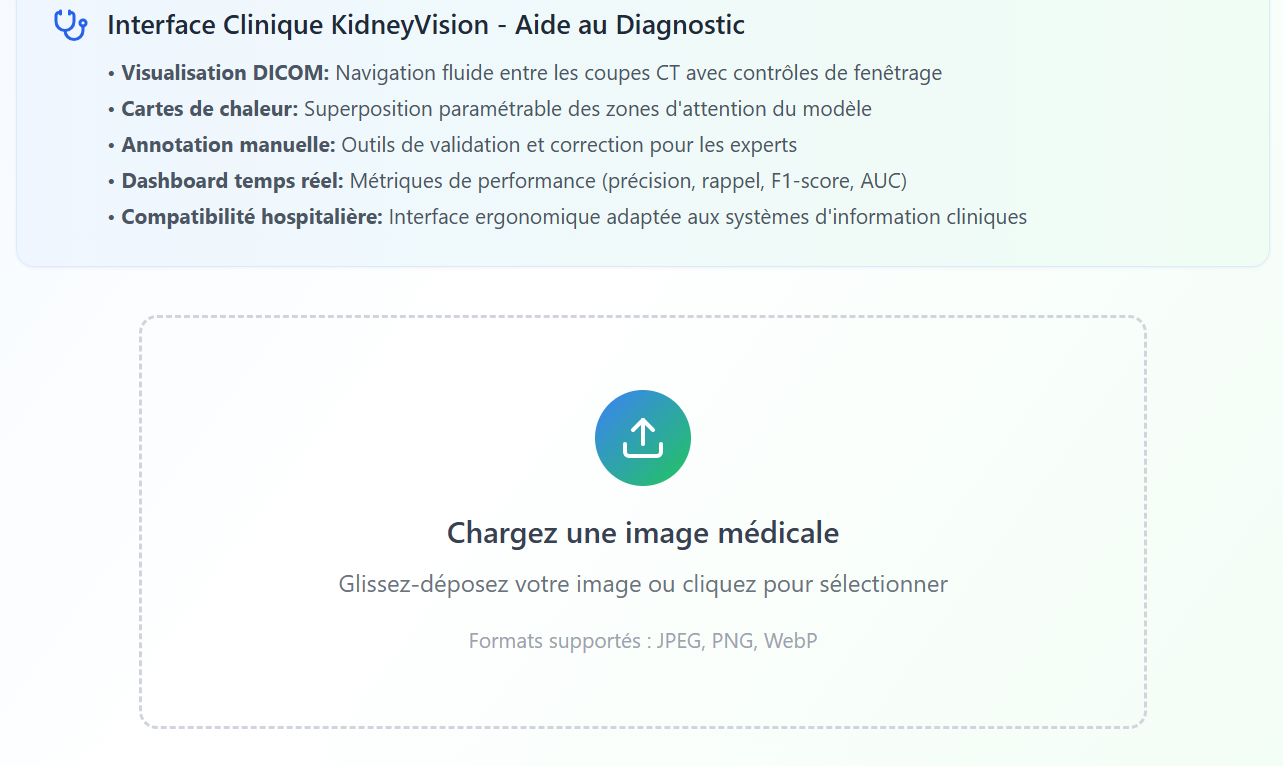 Interface Clinique KidneyVision - Aide au Diagnostic
• Visualisation DICOM: Navigation fluide entre les coupes CT avec contrôles de fenêtrage
• Cartes de chaleur: Superposition paramétrable des zones d'attention du modèle
• Annotation manuelle: Outils de validation et correction pour les experts
• Dashboard temps réel: Métriques de performance (précision, rappel, F1-score, AUC)
• Compatibilité hospitalière: Interface ergonomique adaptée aux systèmes d'information cliniques
Chargez une image médicale
Glissez-déposez votre image ou cliquez pour sélectionner
Formats supportés : JPEG, PNG, WebP